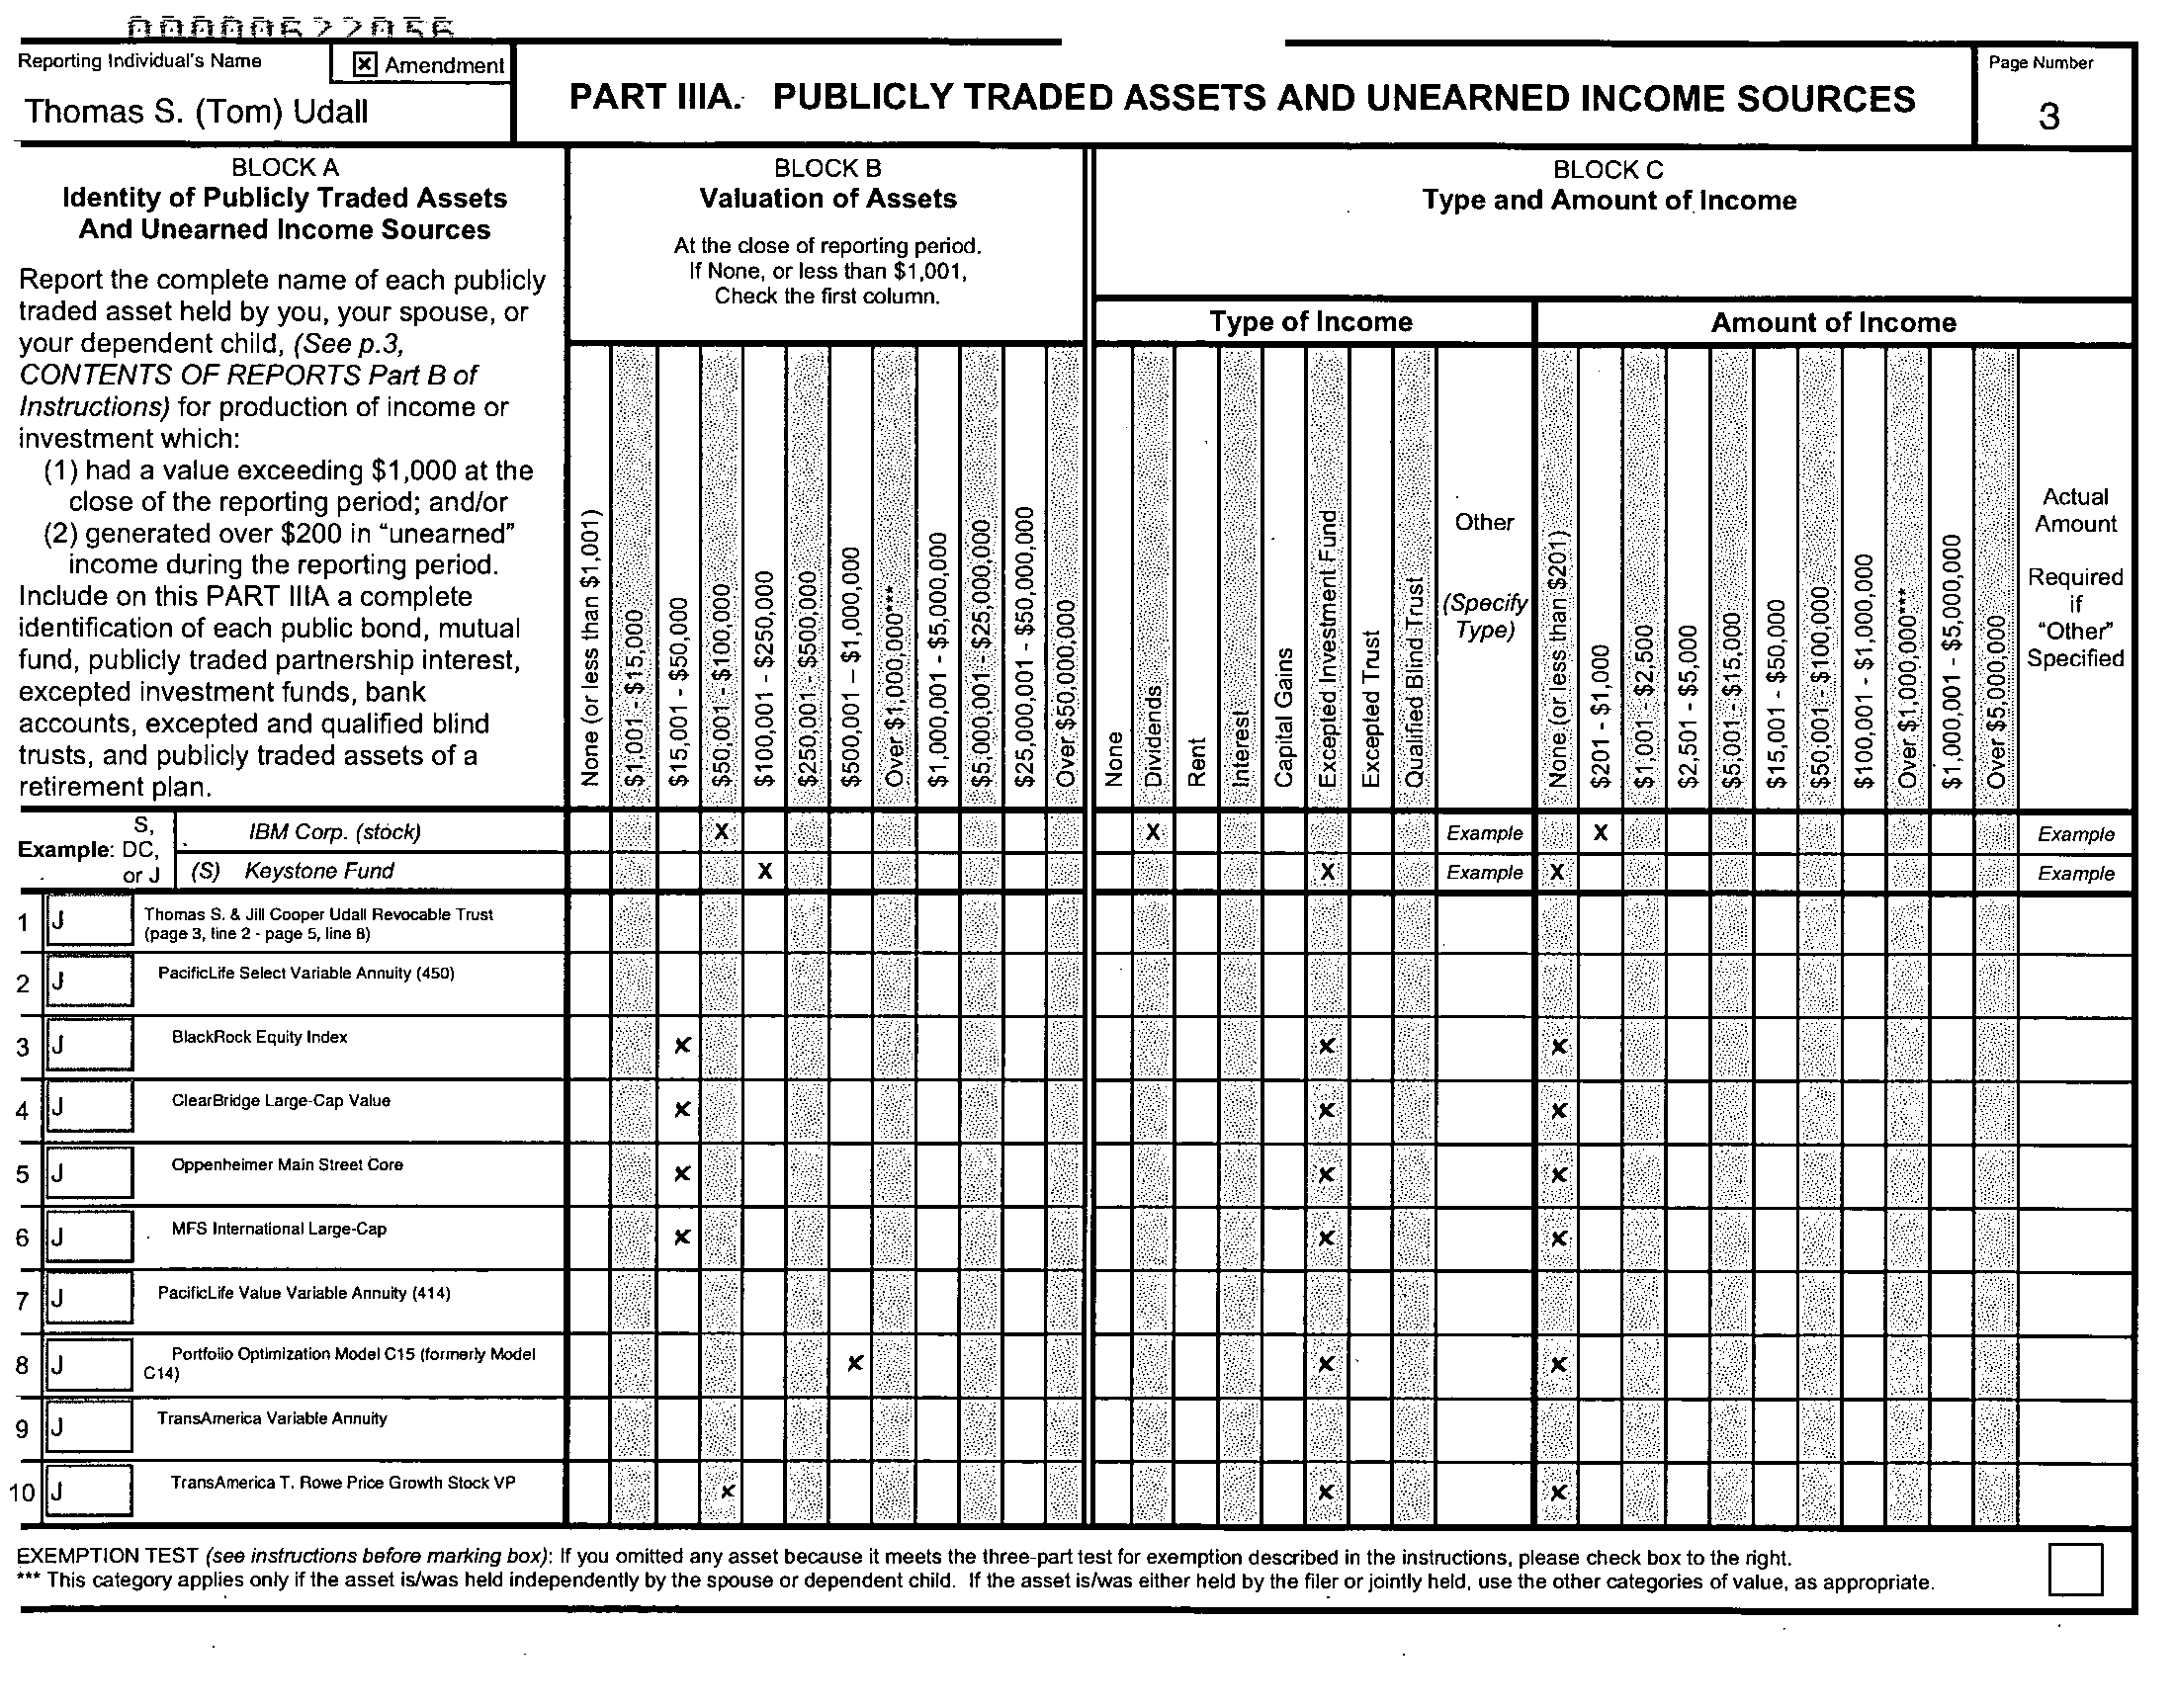 00000622056
Reporting Individual's Name
x Amendment
Thomas S. (Tom) Udall
PART IIIA. PUBLICLY TRADED ASSETS AND UNEARNED INCOME SOURCES
Page Number
3
BLOCK A
Identity of Publicly Traded Assets
And Unearned Income Sources
Report the complete name of each publicly
traded asset held by you, your spouse, or
your dependent child, (See p.3,
CONTENTS OF REPORTS Part B of
Instructions) for production of income or
investment which:
(1) had a value exceeding $1,000 at the
close of the reporting period; and/or
(2) generated over $200 in “unearned”
income during the reporting period.
Include on this PART IIIA a complete
identification of each public bond, mutual
fund, publicly traded partnership interest,
excepted investment funds, bank
accounts, excepted and qualified blind
trusts, and publicly traded assets of a
retirement plan.
BLOCK B
Valuation of Assets
At the close of reporting period.
If None, or less than $1,001,
Check the first column.
None (or less than $1,001)
$1,001 - $15,000
$15,001 - $50,000
$50,001 - $100,000
$100,001 - $250,000
$250,001 - $500,000
$500,001 – $1,000,000
Over $1,000,000***
$1,000,001 - $5,000,000
$5,000,001 - $25,000,000
$25,000,001 - $50,000,000
Over $50,000,000
BLOCK C
Type and Amount of Income
Type of Income
None
Dividends
Rent
Interest
Capital Gains
Excepted Investment Fund
Excepted Trust
Qualified Bind Trust
Other
(Specify
Type)
Amount of Income
None (or less than $201)
$201 - $1,000
$1,001 - $2,500
$2,501 - $5,000
$5,001 - $15,000
$15,001 - $50,000
$50,001 - $100,000
$100,001 - $1,000,000
Over $1,000,000***
$1,000,001 - $5,000,000
Over $5,000,000
Actual
Amount
Required
if
“Other”
Specified
Example: S, DC, or J
IBM Corp. (stock) X X Example X Example
(S) Keystone Fund X X Example X Example
1 J Thomas S. & Jill Cooper Udall Revocable Trust
(page 3, line 2 - page 5, line 8)
2 J PacificLife Select Variable Annuity (450)
3 J BlackRock Equity Index x x x
4 J ClearBridge Large-Cap Value x x x
5 J Oppenheimer Main Street Core x x x
6 J MFS International Large-Cap x x x
7 J PacificLife Value Variable Annuity (414)
8 J Portfolio Optimization Model C15 (formerly Model
C14) x x x
9 J TransAmerica Variable Annuity
10 J TransAmerica T. Rowe Price Growth Stock VP x x x
EXEMPTION TEST (see instructions before marking box): If you omitted any asset because it meets the three-part test for exemption described in the instructions, please check box to the right.
*** This category applies only if the asset is/was held independently by the spouse or dependent child. If the asset is/was either held by the filer or jointly held, use the other categories of value, as appropriate.